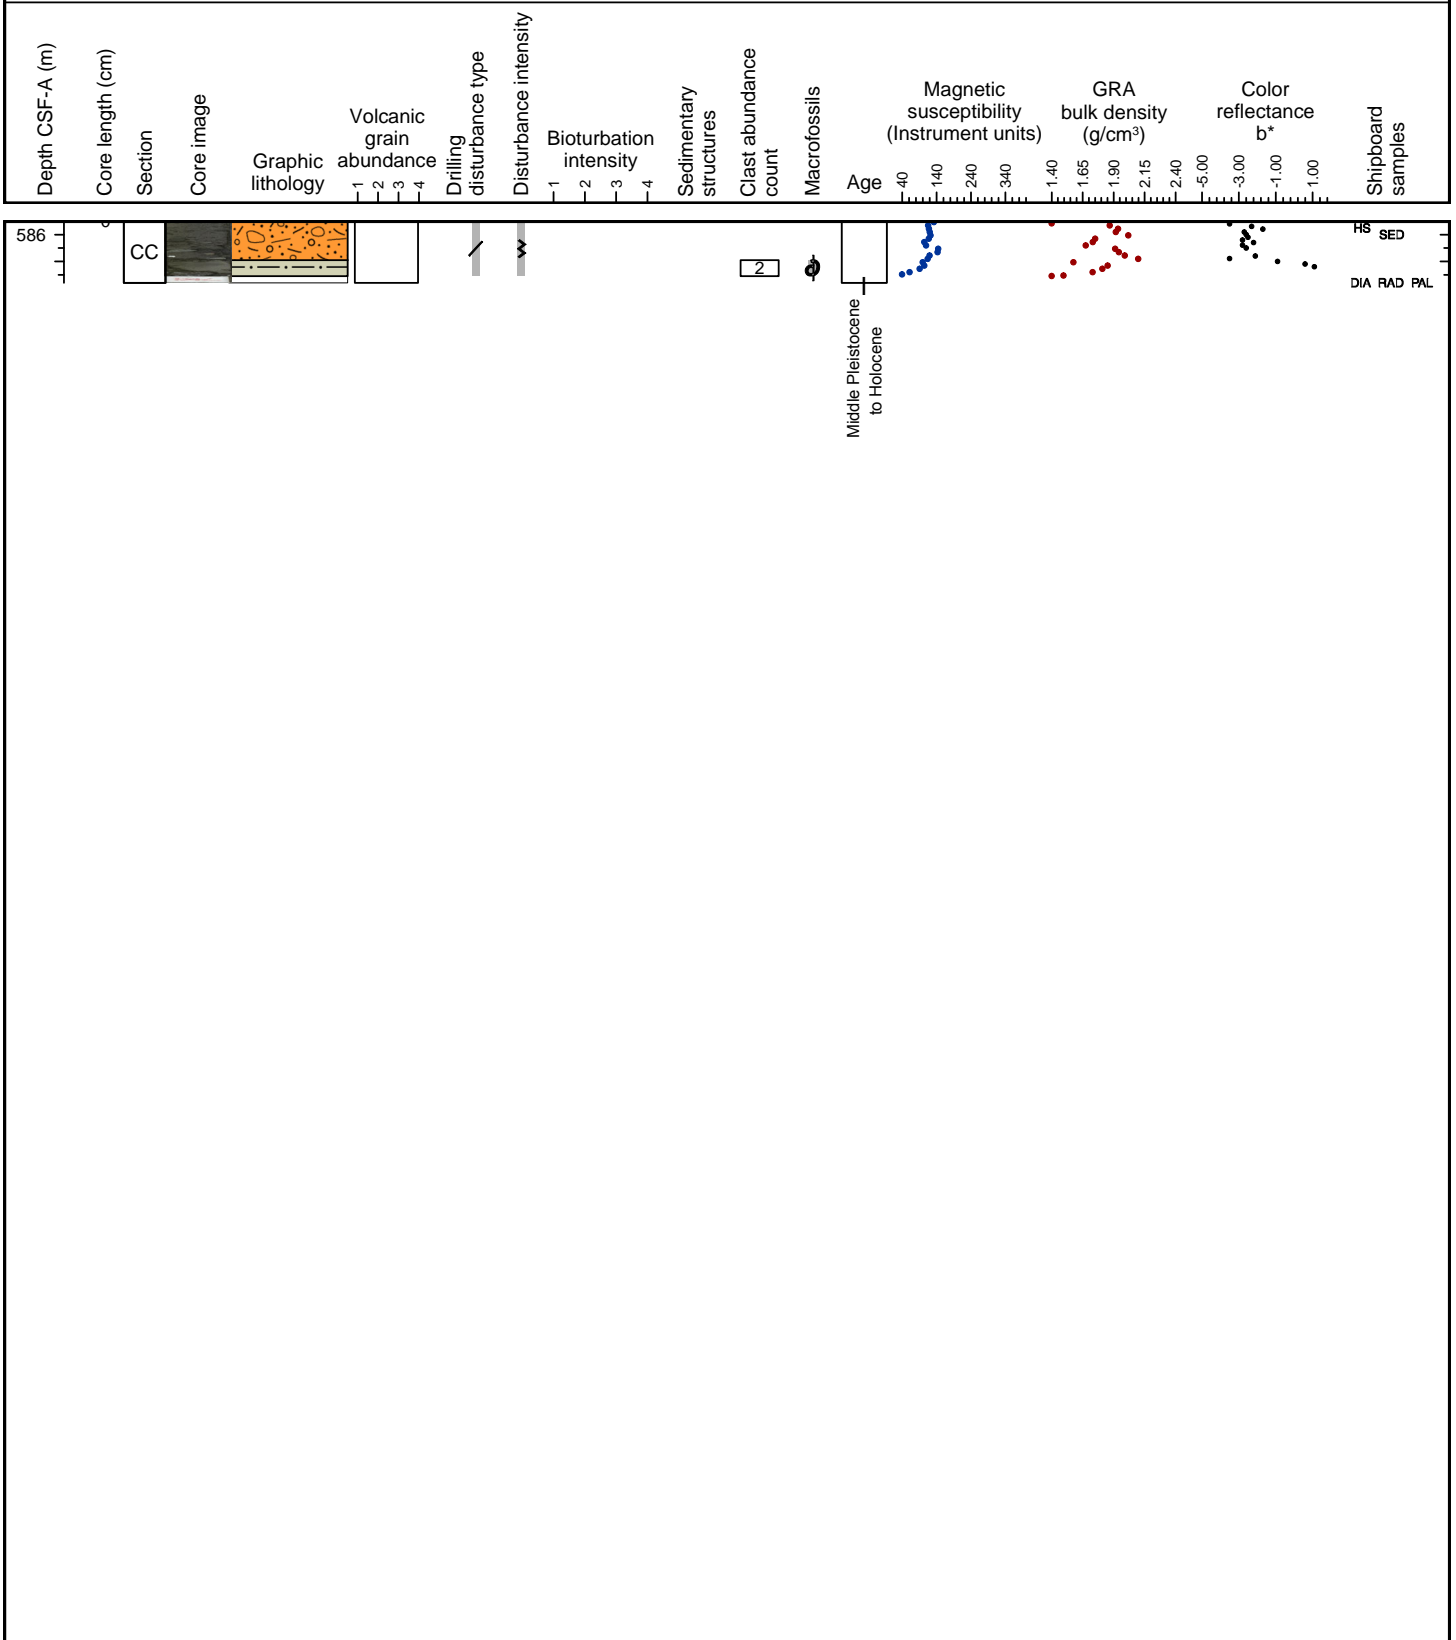 Depth CSF-A (m)
Core length (cm)
Section
Core image
Graphic
lithology
Volcanic
grain
abundance
1 2 3 4
Drilling
disturbance type
Disturbance intensity
Bioturbation
intensity
1 2 3 4
Sedimentary
structures
Clast abundance
count
Macrofossils
Age
Magnetic
susceptibility
(Instrument units)
40 140 240 340
GRA
bulk density
(g/cm³)
1.40 1.65 1.90 2.15 2.40
Color
reflectance
b*
-5.00 -3.00 -1.00 1.00
Shipboard
samples
586
CC
2
HS SED
DIA RAD PAL
Middle Pleistocene
to Holocene